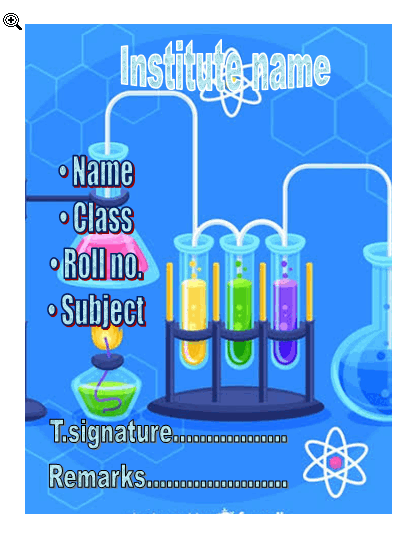 Institute name
• Name
• Class
• Roll no.
• Subject
T.signature.................
Remarks.....................